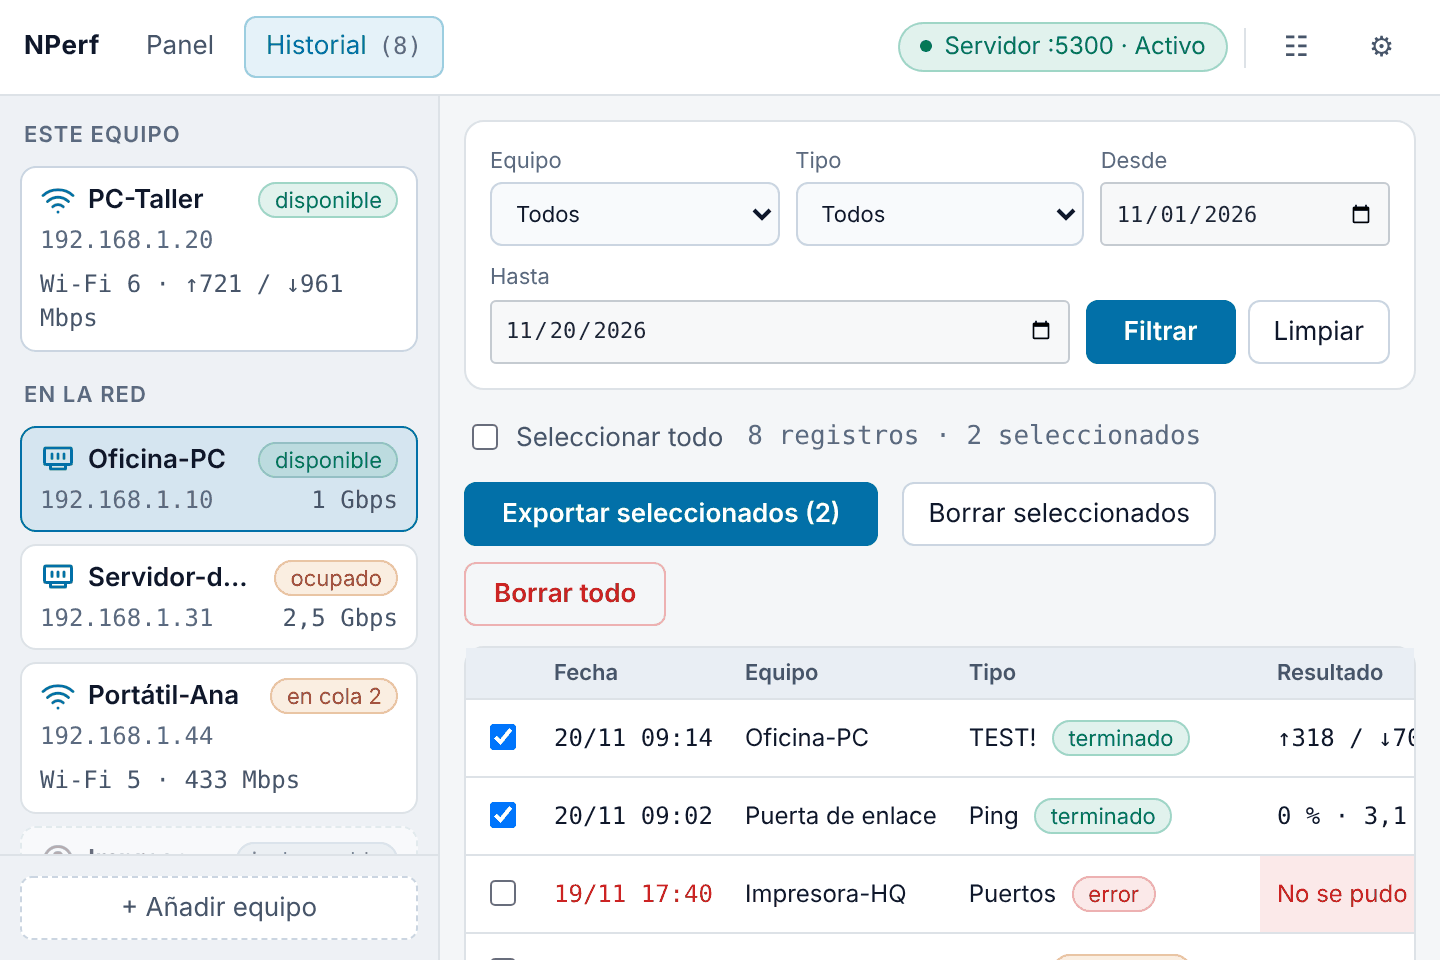 NPerf
Panel
Historial (8)
Servidor :5300 · Activo
ESTE EQUIPO
PC-Taller
disponible
192.168.1.20
Wi-Fi 6 · ↑721 / ↓961
Mbps
EN LA RED
Oficina-PC
disponible
192.168.1.10
1 Gbps
Servidor-d...
ocupado
192.168.1.31
2,5 Gbps
Portátil-Ana
en cola 2
192.168.1.44
Wi-Fi 5 · 433 Mbps
+ Añadir equipo
Equipo
Tipo
Desde
Todos
Todos
11/01/2026
Hasta
11/20/2026
Filtrar
Limpiar
Seleccionar todo
8 registros · 2 seleccionados
Exportar seleccionados (2)
Borrar seleccionados
Borrar todo
Fecha Equipo Tipo Resultado
20/11 09:14 Oficina-PC TEST! terminado ↑318 / ↓70
20/11 09:02 Puerta de enlace Ping terminado 0 % · 3,1
19/11 17:40 Impresora-HQ Puertos error No se pudo